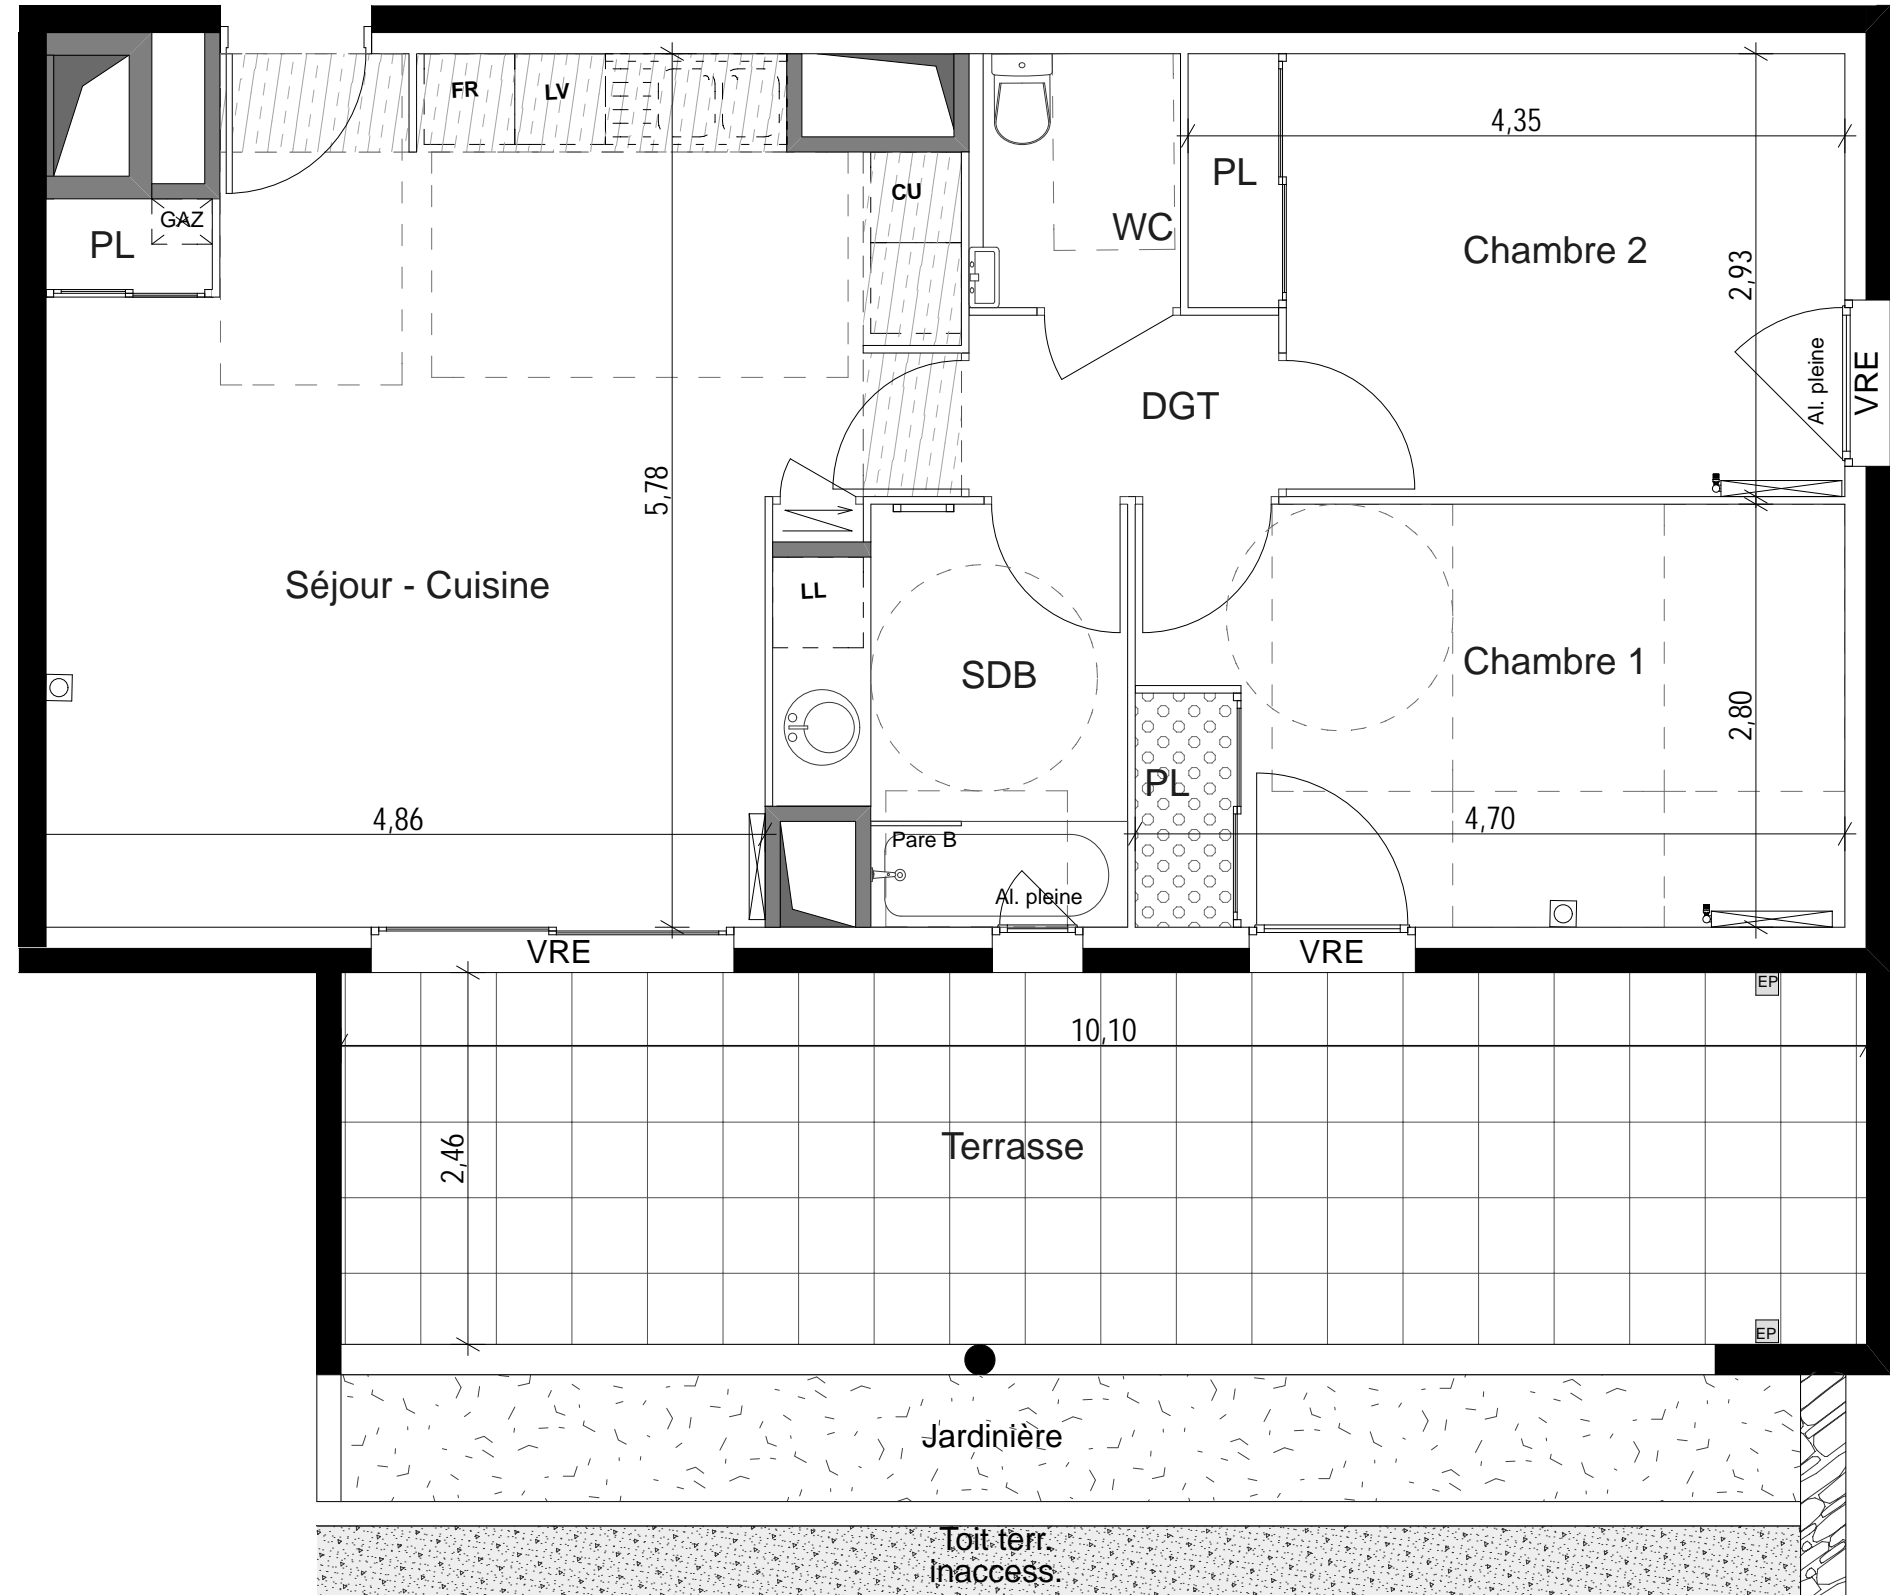 FR
LV
4,35
PL
CU
GAZ
PL
WC
Chambre 2
2,93
Al. pleine
VRE
DGT
5,78
Séjour - Cuisine
LL
SDB
Chambre 1
2,80
PL
4,86
4,70
Pare B
Al. pleine
VRE
VRE
EP
10,10
Terrasse
2,46
EP
Jardinière
Toit terr.
inaccess.